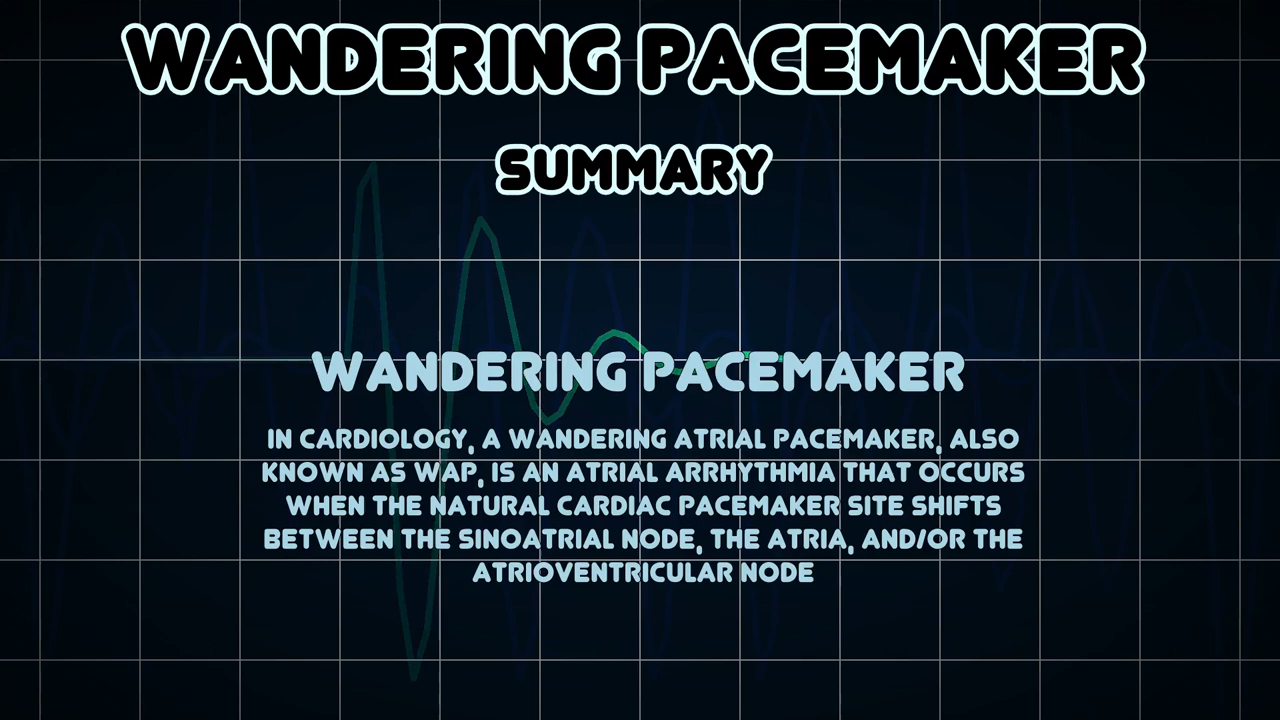 WANDERING PACEMAKER
SUMMARY
WANDERING PACEMAKER
IN CARDIOLOGY, A WANDERING ATRIAL PACEMAKER, ALSO
KNOWN AS WAP, IS AN ATRIAL ARRHYTHMIA THAT OCCURS
WHEN THE NATURAL CARDIAC PACEMAKER SITE SHIFTS
BETWEEN THE SINOATRIAL NODE, THE ATRIA, AND/OR THE
ATRIOVENTRICULAR NODE